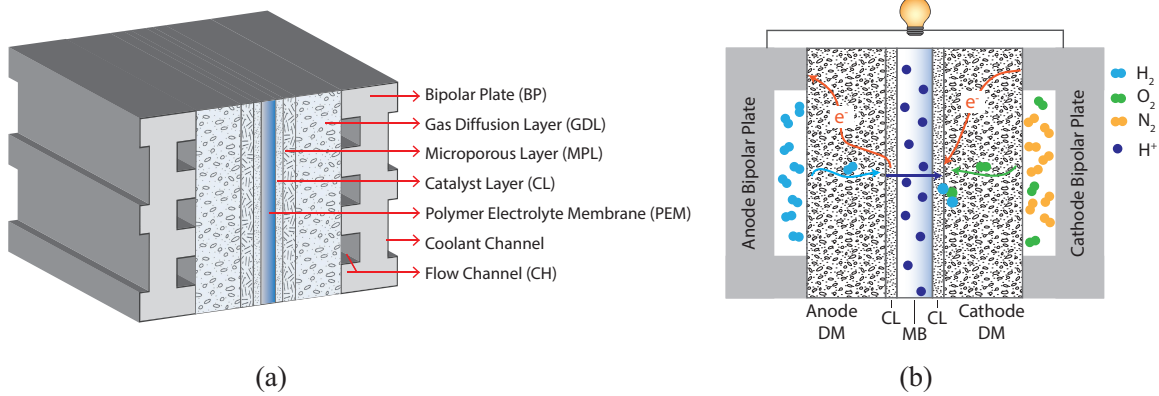 Bipolar Plate (BP)
Gas Diffusion Layer (GDL)
Microporous Layer (MPL)
Catalyst Layer (CL)
Polymer Electrolyte Membrane (PEM)
Coolant Channel
Flow Channel (CH)
(a)
Anode Bipolar Plate
e⁻
e⁻
Cathode Bipolar Plate
H₂
O₂
N₂
H⁺
Anode
DM
CL
MB
CL
Cathode
DM
(b)